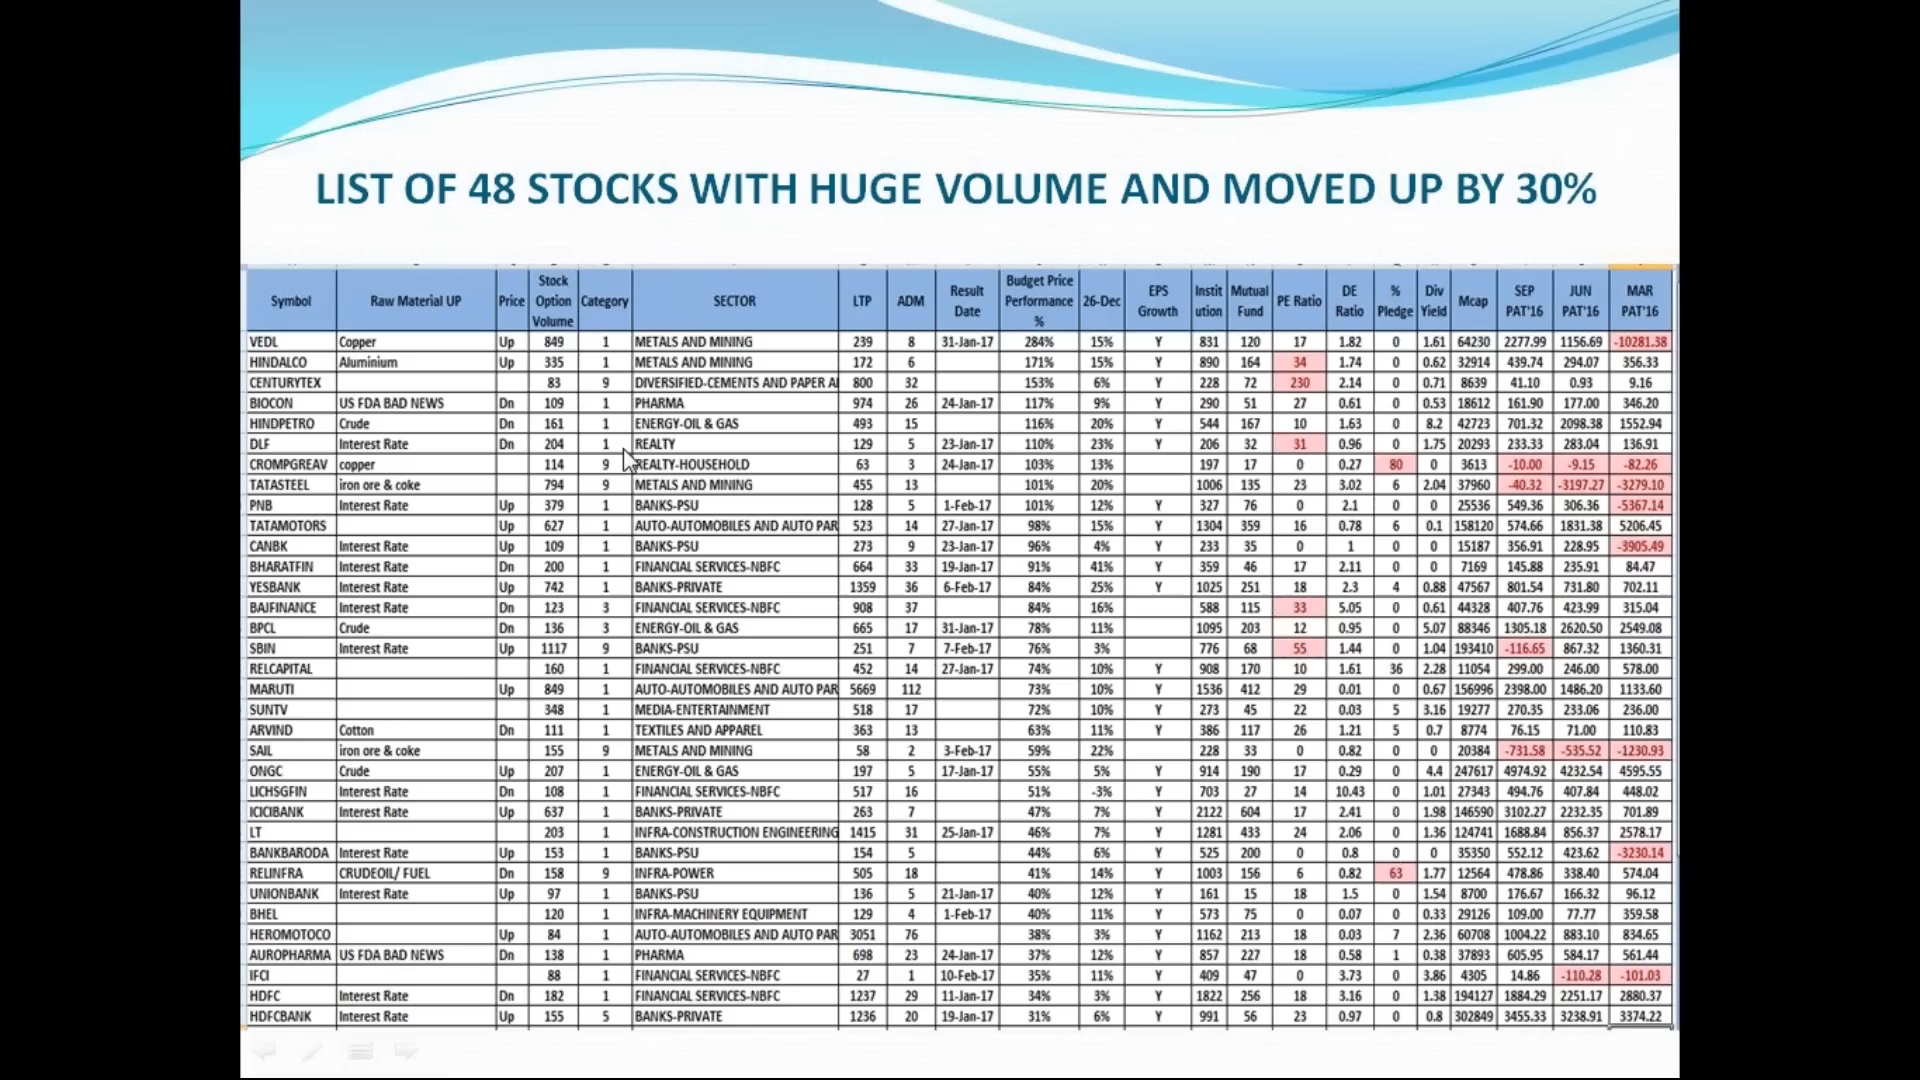 LIST OF 48 STOCKS WITH HUGE VOLUME AND MOVED UP BY 30%
Symbol Raw Material UP Price Stock Option Volume Category SECTOR LTP ADM Result Date Budget Price Performance % 26-Dec EPS Growth Instit ution Mutual Fund PE Ratio DE Ratio % Pledge Div Yield Mcap SEP PAT'16 JUN PAT'16 MAR PAT'16
VEDL Copper Up 849 1 METALS AND MINING 239 8 31-Jan-17 284% 15% Y 831 120 17 1.82 0 1.61 64230 2277.99 1156.69 -10281.38
HINDALCO Aluminium Up 335 1 METALS AND MINING 172 6 171% 15% Y 890 164 34 1.74 0 0.62 32914 439.74 294.07 356.33
CENTURYTEX 83 9 DIVERSIFIED-CEMENTS AND PAPER A 800 32 153% 6% Y 228 72 230 2.14 0 0.71 8639 41.10 0.93 9.16
BIOCON US FDA BAD NEWS Dn 109 1 PHARMA 974 26 24-Jan-17 117% 9% Y 290 51 27 0.61 0 0.53 18612 161.90 177.00 346.20
HINDPETRO Crude Dn 161 1 ENERGY-OIL & GAS 493 15 116% 20% Y 544 167 10 1.63 0 8.2 42723 701.32 2098.38 1552.94
DLF Interest Rate Dn 204 1 REALTY 129 5 23-Jan-17 110% 23% Y 206 32 31 0.96 0 1.75 20293 233.33 283.04 136.91
CROMPGREAV copper 114 9 REALTY-HOUSEHOLD 63 3 24-Jan-17 103% 13% 197 17 0 0.27 80 0 3613 -10.00 -9.15 -82.26
TATASTEEL iron ore & coke 794 9 METALS AND MINING 455 13 101% 20% 1006 135 23 3.02 6 2.04 37960 -40.32 -3197.27 -3279.10
PNB Interest Rate Up 379 1 BANKS-PSU 128 5 1-Feb-17 101% 12% Y 327 76 0 2.1 0 0 25536 549.36 306.36 -5367.14
TATAMOTORS Up 627 1 AUTO-AUTOMOBILES AND AUTO PAR 523 14 27-Jan-17 98% 15% Y 1304 359 16 0.78 6 0.1 158120 574.66 1831.38 5206.45
CANBK Interest Rate Up 109 1 BANKS-PSU 273 9 23-Jan-17 96% 4% Y 233 35 0 1 0 0 15187 356.91 228.95 -3905.49
BHARATFIN Interest Rate Dn 200 1 FINANCIAL SERVICES-NBFC 664 33 19-Jan-17 91% 41% Y 359 46 17 2.11 0 0 7169 145.88 235.91 84.47
YESBANK Interest Rate Up 742 1 BANKS-PRIVATE 1359 36 6-Feb-17 84% 25% Y 1025 251 18 2.3 4 0.88 47567 801.54 731.80 702.11
BAJFINANCE Interest Rate Dn 123 3 FINANCIAL SERVICES-NBFC 908 37 84% 16% 588 115 33 5.05 0 0.61 44328 407.76 423.99 315.04
BPCL Crude Dn 136 3 ENERGY-OIL & GAS 665 17 31-Jan-17 78% 11% 1095 203 12 0.95 0 5.07 88346 1305.18 2620.50 2549.08
SBIN Interest Rate Up 1117 9 BANKS-PSU 251 7 7-Feb-17 76% 3% 776 68 55 1.44 0 1.04 193410 -116.65 867.32 1360.31
RELCAPITAL 160 1 FINANCIAL SERVICES-NBFC 452 14 27-Jan-17 74% 10% Y 908 170 10 1.61 36 2.28 11054 299.00 246.00 578.00
MARUTI Up 849 1 AUTO-AUTOMOBILES AND AUTO PAR 5669 112 73% 10% Y 1536 412 29 0.01 0 0.67 156996 2398.00 1486.20 1133.60
SUNTV 348 1 MEDIA-ENTERTAINMENT 518 17 72% 10% Y 273 45 22 0.03 5 3.16 19277 270.35 233.06 236.00
ARVIND Cotton Dn 111 1 TEXTILES AND APPAREL 363 13 63% 11% Y 386 117 26 1.21 5 0.7 8774 76.15 71.00 110.83
SAIL iron ore & coke 155 9 METALS AND MINING 58 2 3-Feb-17 59% 22% 228 33 0 0.82 0 0 20384 -731.58 -535.52 -1230.93
ONGC Crude Up 207 1 ENERGY-OIL & GAS 197 5 17-Jan-17 55% 5% Y 914 190 17 0.29 0 4.4 247617 4974.92 4232.54 4595.55
LICHSGFIN Interest Rate Dn 108 1 FINANCIAL SERVICES-NBFC 517 16 51% -3% Y 703 27 14 10.43 0 1.01 27343 494.76 407.84 448.02
ICICIBANK Interest Rate Up 637 1 BANKS-PRIVATE 263 7 47% 7% Y 2122 604 17 2.41 0 1.98 146590 3102.27 2232.35 701.89
LT 203 1 INFRA-CONSTRUCTION ENGINEERING 1415 31 25-Jan-17 46% 7% Y 1281 433 24 2.06 0 1.36 124741 1688.84 856.37 2578.17
BANKBARODA Interest Rate Up 153 1 BANKS-PSU 154 5 44% 6% Y 525 200 0 0.8 0 0 35350 552.12 423.62 -3230.14
RELINFRA CRUDEOIL/ FUEL Dn 158 9 INFRA-POWER 505 18 41% 14% Y 1003 156 6 0.82 63 1.77 12564 478.86 338.40 574.04
UNIONBANK Interest Rate Up 97 1 BANKS-PSU 136 5 21-Jan-17 40% 12% Y 161 15 18 1.5 0 1.54 8700 176.67 166.32 96.12
BHEL 120 1 INFRA-MACHINERY EQUIPMENT 129 4 1-Feb-17 40% 11% Y 573 75 0 0.07 0 0.33 29126 109.00 77.77 359.58
HEROMOTOCO Up 84 1 AUTO-AUTOMOBILES AND AUTO PAR 3051 76 38% 3% Y 1162 213 18 0.03 7 2.36 60708 1004.22 883.10 834.65
AUROPHARMA US FDA BAD NEWS Dn 138 1 PHARMA 698 23 24-Jan-17 37% 12% Y 857 227 18 0.58 1 0.38 37893 605.95 584.17 561.44
IFCI 88 1 FINANCIAL SERVICES-NBFC 27 1 10-Feb-17 35% 11% Y 409 47 0 3.73 0 3.86 4305 14.86 -110.28 -101.03
HDFC Interest Rate Dn 182 1 FINANCIAL SERVICES-NBFC 1237 29 11-Jan-17 34% 3% Y 1822 256 18 3.16 0 1.38 194127 1884.29 2251.17 2880.37
HDFCBANK Interest Rate Up 155 5 BANKS-PRIVATE 1236 20 19-Jan-17 31% 6% Y 991 56 23 0.97 0 0.8 302849 3455.33 3238.91 3374.22